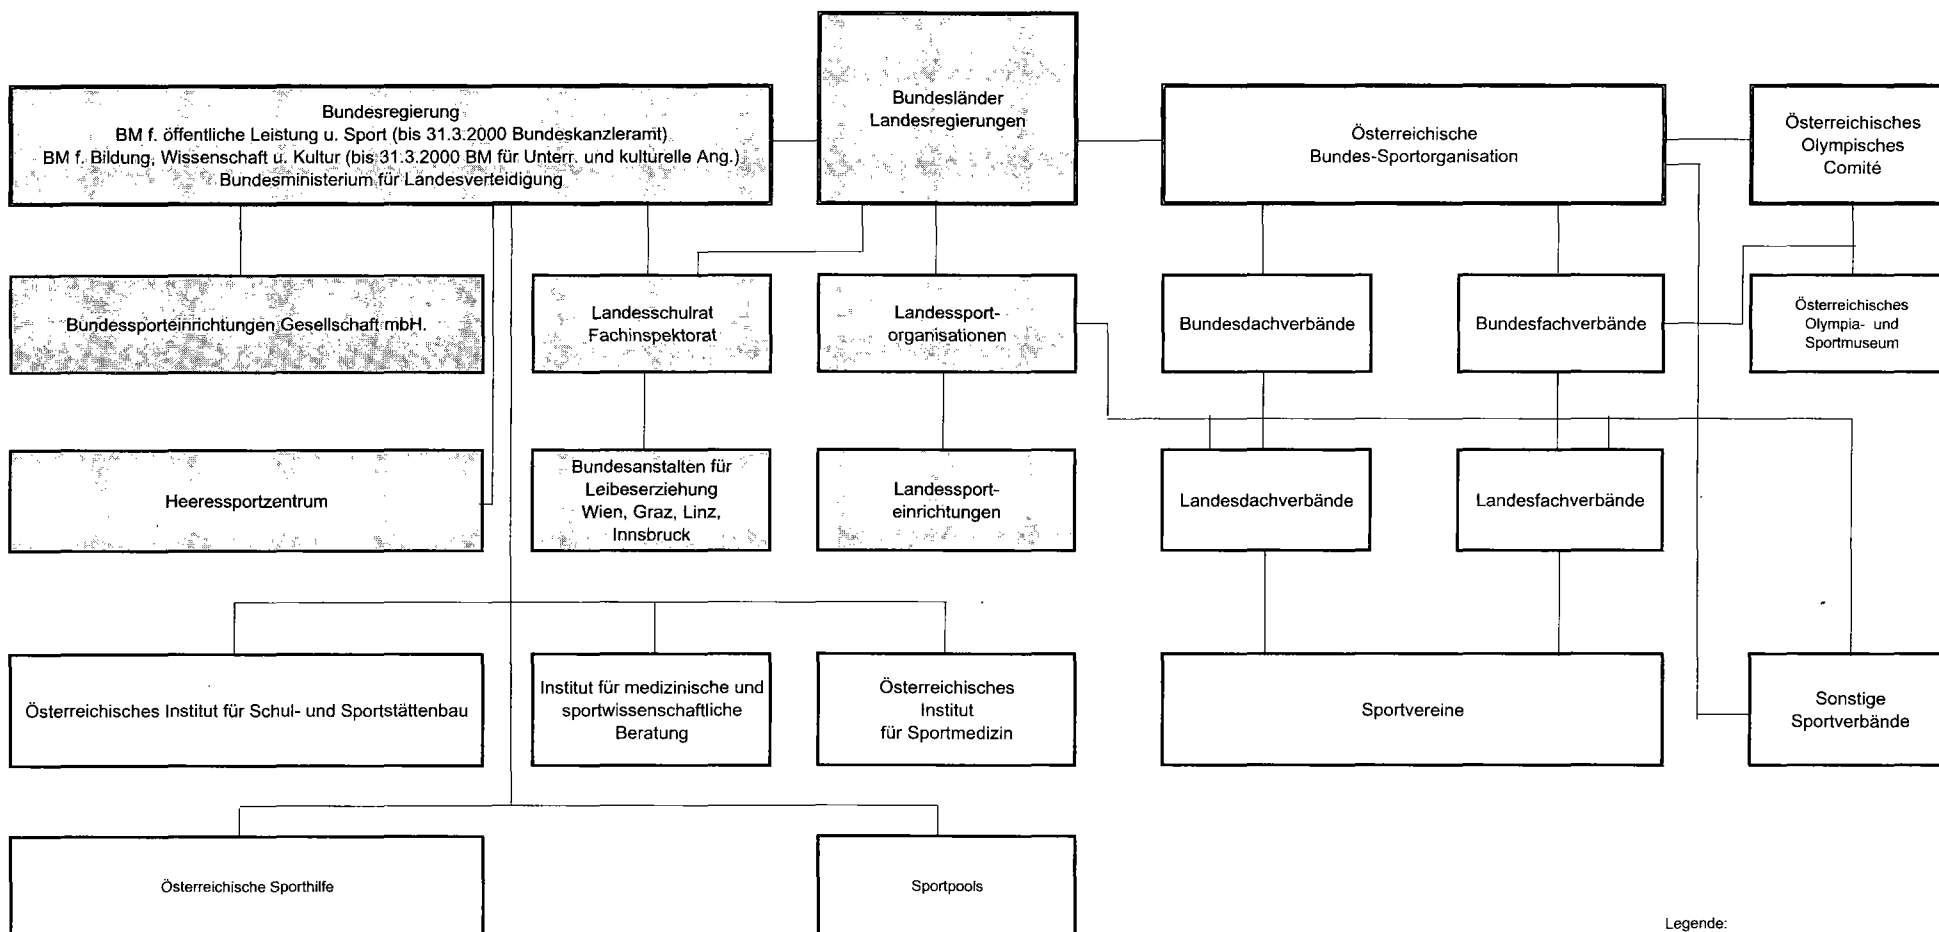 Bundesregierung
BM f. öffentliche Leistung u. Sport (bis 31.3.2000 Bundeskanzleramt)
BM f. Bildung, Wissenschaft u. Kultur (bis 31.3.2000 BM für Unterr. und kulturelle Ang.)
Bundesministerium für Landesverteidigung
Bundesländer
Landesregierungen
Österreichische
Bundes-Sportorganisation
Österreichisches
Olympisches
Comité
Bundessporteinrichtungen Gesellschaft mbH.
Landesschulrat
Fachinspektorat
Landessport-
organisationen
Bundesdachverbände
Bundesfachverbände
Österreichisches
Olympia- und
Sportmuseum
Heeressportzentrum
Bundesanstalten für
Leibeserziehung
Wien, Graz, Linz,
Innsbruck
Landessport-
einrichtungen
Landesdachverbände
Landesfachverbände
Österreichisches Institut für Schul- und Sportstättenbau
Institut für medizinische und
sportwissenschaftliche
Beratung
Österreichisches
Institut
für Sportmedizin
Sportvereine
Sonstige
Sportverbände
Österreichische Sporthilfe
Sportpools
Legende: